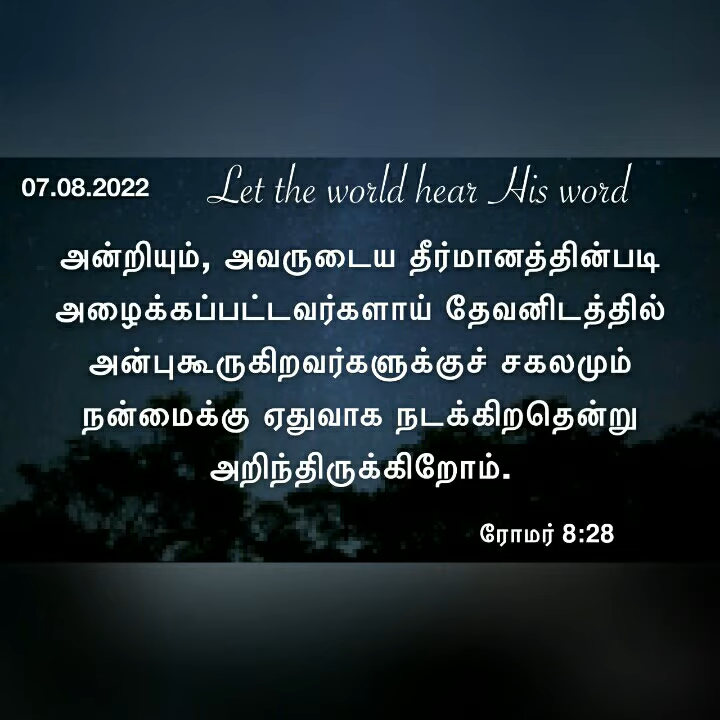 07.08.2022 Let the world hear His word
அன்றியும், அவருடைய தீர்மானத்தின்படி
அழைக்கப்பட்டவர்களாய் தேவனிடத்தில்
அன்புகூருகிறவர்களுக்குச் சகலமும்
நன்மைக்கு ஏதுவாக நடக்கிறதென்று
அறிந்திருக்கிறோம்.
ரோமர் 8:28